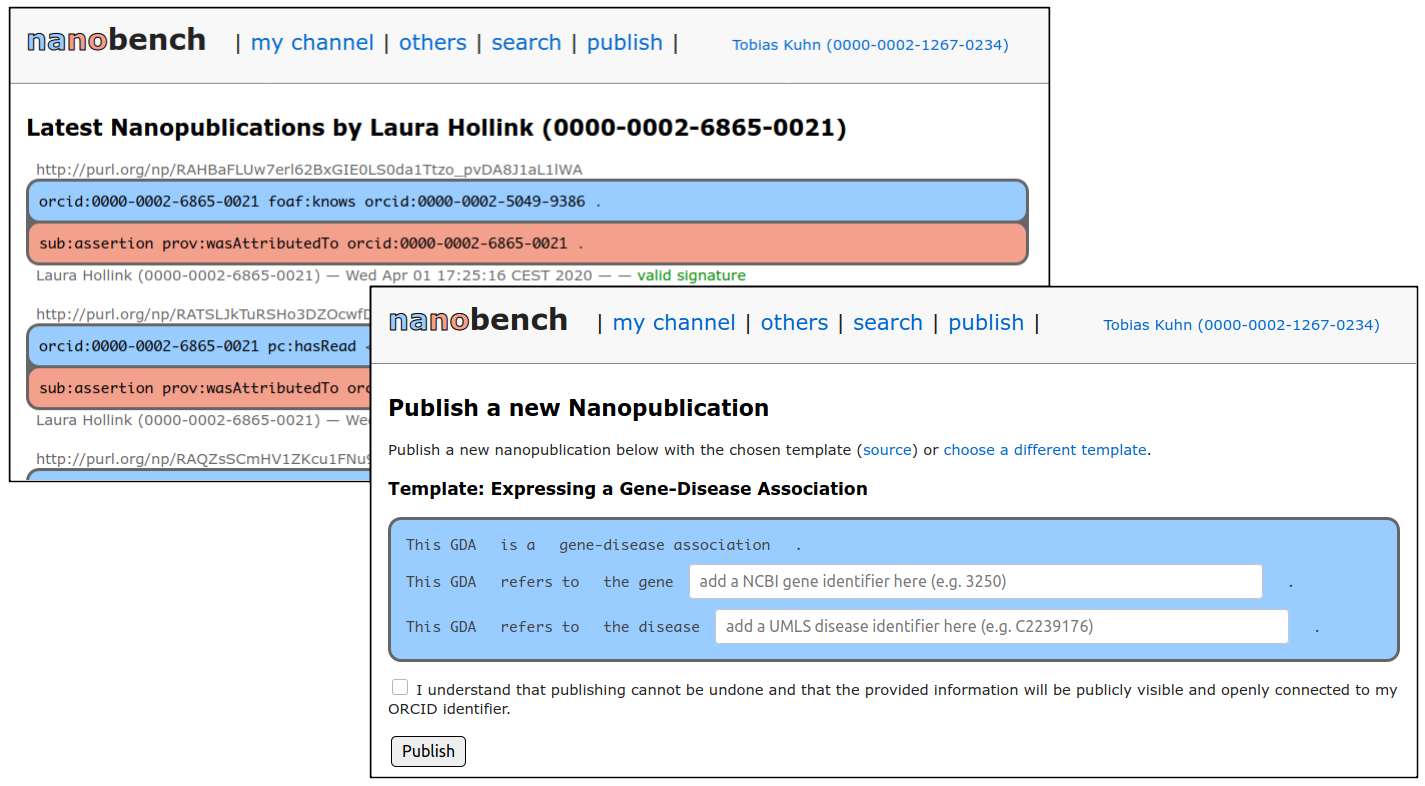 nanobench | my channel | others | search | publish | Tobias Kuhn (0000-0002-1267-0234)
Latest Nanopublications by Laura Hollink (0000-0002-6865-0021)
http://purl.org/np/RAHBaFLUw7erl62BxGIE0LS0da1Ttzo_pvDA8J1aL1lWA
orcid:0000-0002-6865-0021 foaf:knows orcid:0000-0002-5049-9386 .
sub:assertion prov:wasAttributedTo orcid:0000-0002-6865-0021 .
Laura Hollink (0000-0002-6865-0021) — Wed Apr 01 17:25:16 CEST 2020 — — valid signature
http://purl.org/np/RATSLJkTuRSHo3DZOcwf
orcid:0000-0002-6865-0021 pc:hasRead
sub:assertion prov:wasAttributedTo orc
Laura Hollink (0000-0002-6865-0021) — We
http://purl.org/np/RAQZsSCmHV1ZKcu1FNu
nanobench | my channel | others | search | publish | Tobias Kuhn (0000-0002-1267-0234)
Publish a new Nanopublication
Publish a new nanopublication below with the chosen template (source) or choose a different template.
Template: Expressing a Gene-Disease Association
This GDA is a gene-disease association .
This GDA refers to the gene add a NCBI gene identifier here (e.g. 3250) .
This GDA refers to the disease add a UMLS disease identifier here (e.g. C2239176) .
I understand that publishing cannot be undone and that the provided information will be publicly visible and openly connected to my
ORCID identifier.
Publish